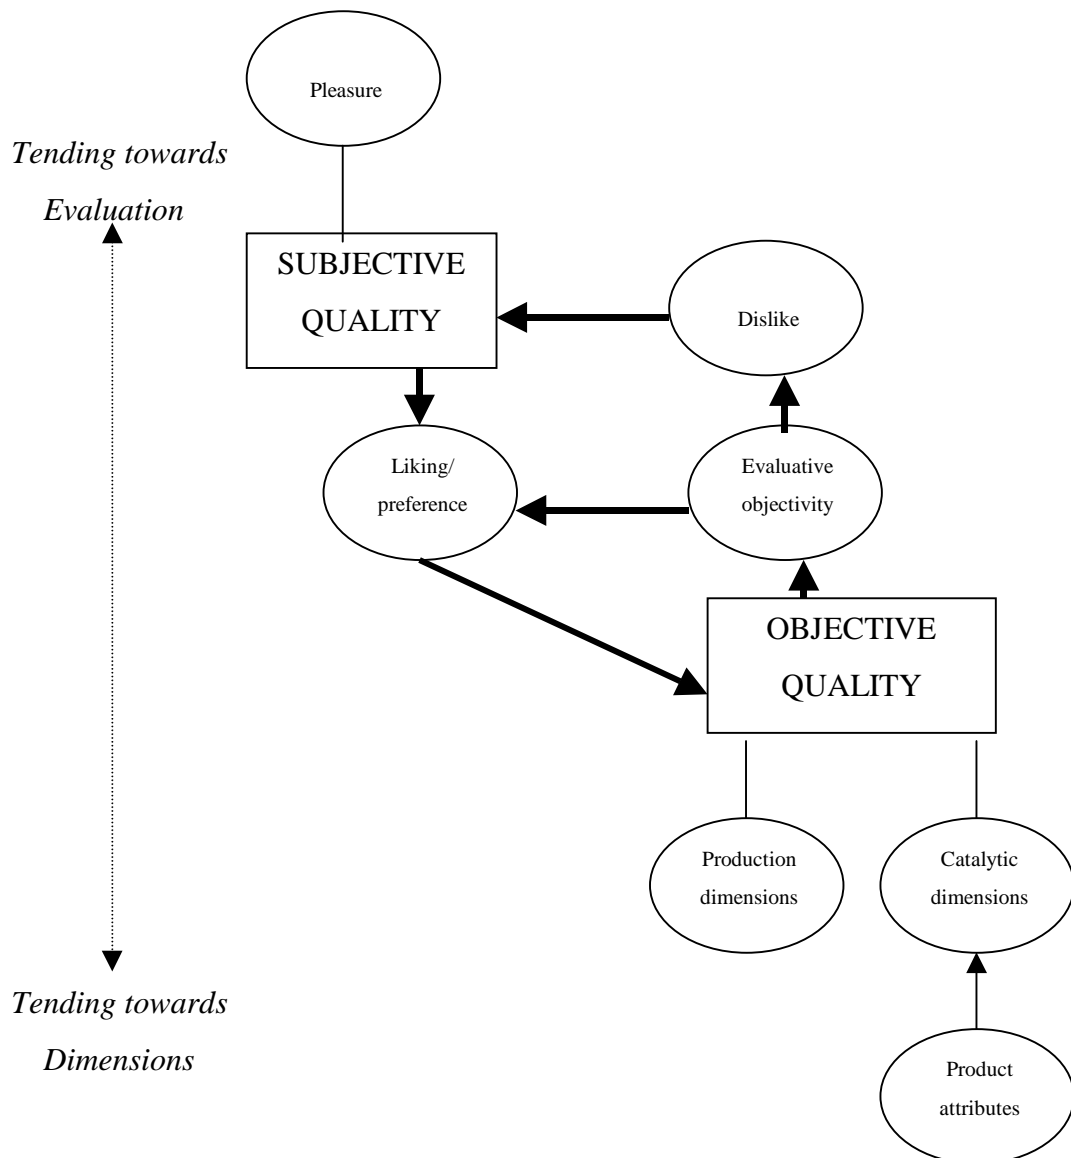 Pleasure
Tending towards
Evaluation
SUBJECTIVE
QUALITY
Dislike
Liking/
preference
Evaluative
objectivity
OBJECTIVE
QUALITY
Production
dimensions
Catalytic
dimensions
Tending towards
Dimensions
Product
attributes